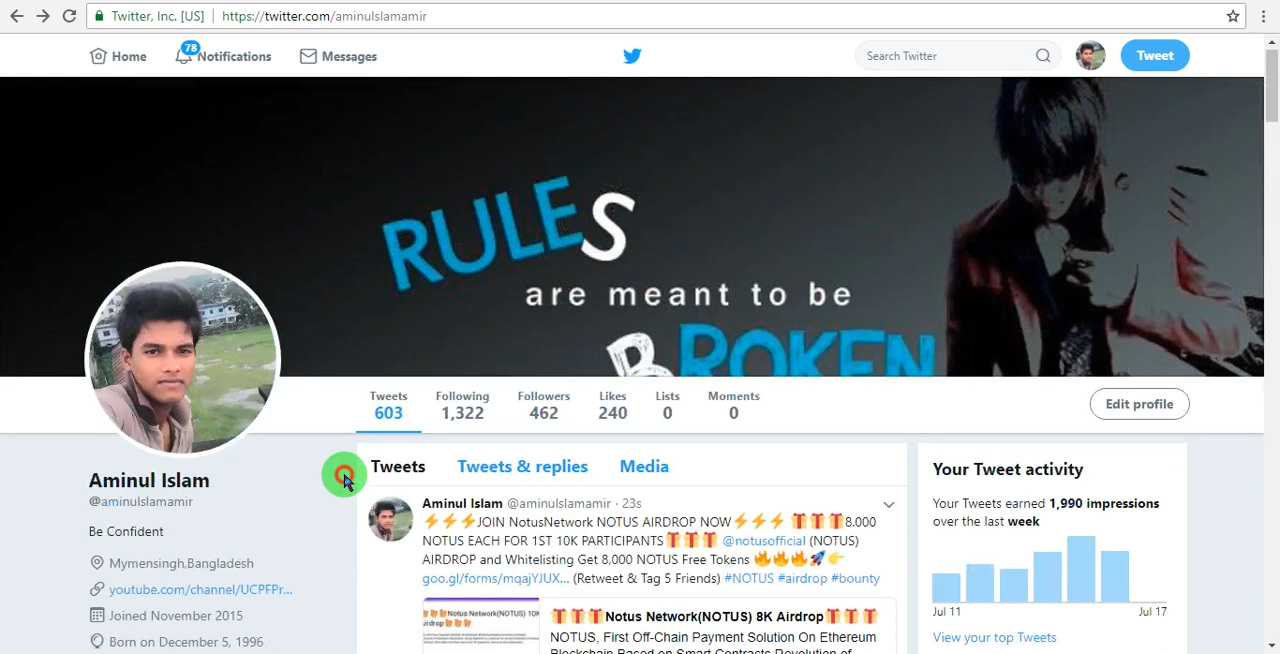 Twitter, Inc. [US] https://twitter.com/aminulslamamir
Home 78 Notifications Messages Search Twitter Tweet
RULES
are meant to be
BROKEN
Tweets Following Followers Likes Lists Moments
603 1,322 462 240 0 0
Edit profile
Aminul Islam
@aminulslamamir
Be Confident
Mymensingh,Bangladesh
youtube.com/channel/UCPFPr...
Joined November 2015
Born on December 5, 1996
Tweets Tweets & replies Media
Aminul Islam @aminulslamamir · 23s
⚡⚡⚡JOIN NotusNetwork NOTUS AIRDROP NOW⚡⚡⚡ 🎁🎁🎁8.000
NOTUS EACH FOR 1ST 10K PARTICIPANTS🎁🎁🎁 @notusofficial (NOTUS)
AIRDROP and Whitelisting Get 8,000 NOTUS Free Tokens 🔥🔥🔥🚀👉
goo.gl/forms/mqajYJUX... (Retweet & Tag 5 Friends) #NOTUS #airdrop #bounty
🎁🎁🎁Notus Network(NOTUS) 8K Airdrop🎁🎁🎁
NOTUS, First Off-Chain Payment Solution On Ethereum
Blockchain Based on Smart Contracts Revolution of
Your Tweet activity
Your Tweets earned 1,990 impressions
over the last week
Jul 11 Jul 17
View your top Tweets